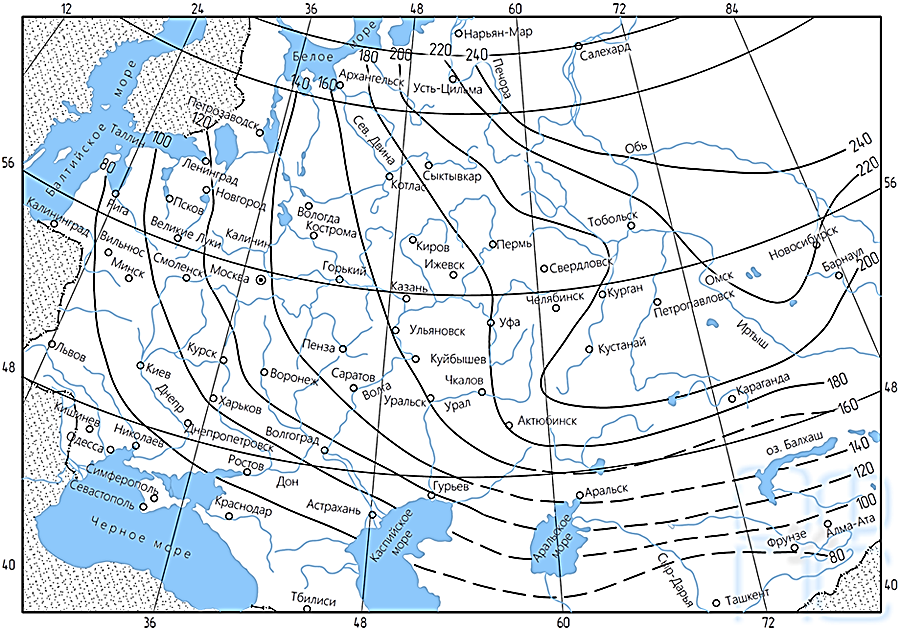 12 24 36 48 60 72 84
Нарьян-Мар
Салехард
море
Белое
180 200 220 240
140 160
Архангельск
Усть-Цильма
Печора
море
Балтийское
Петрозаводск
120
Таллин 100
Сев. Двина
Обь
240
220
56
80
Ленинград
Новгород
Котлас
Сыктывкар
56
Рига
Псков
Вологда
Кострома
Тобольск
Калининград
Вильнюс
Великие Луки
Калинин
Киров
Пермь
Новосибирск
Минск
Смоленск
Москва
Горький
Ижевск
Свердловск
Омск
Барнаул
200
Казань
Челябинск
Курган
Петропавловск
Ульяновск
Уфа
Иртыш
Львов
Курск
Пенза
Куйбышев
Кустанай
48
Киев
Воронеж
Саратов
Волга
Чкалов
Караганда
180
48
Днепр
Харьков
Уральск
Урал
160
Кишинев
Николаев
Днепропетровск
Волгоград
Актюбинск
Одесса
оз. Балхаш
140
Ростов
Дон
120
Симферополь
Гурьев
Аральск
Севастополь
Краснодар
Астрахань
100
Черное море
Каспийское
море
Аральское
море
Фрунзе
Алма-Ата
80
40
Сыр-Дарья
40
Тбилиси
Ташкент
36 48 60 72